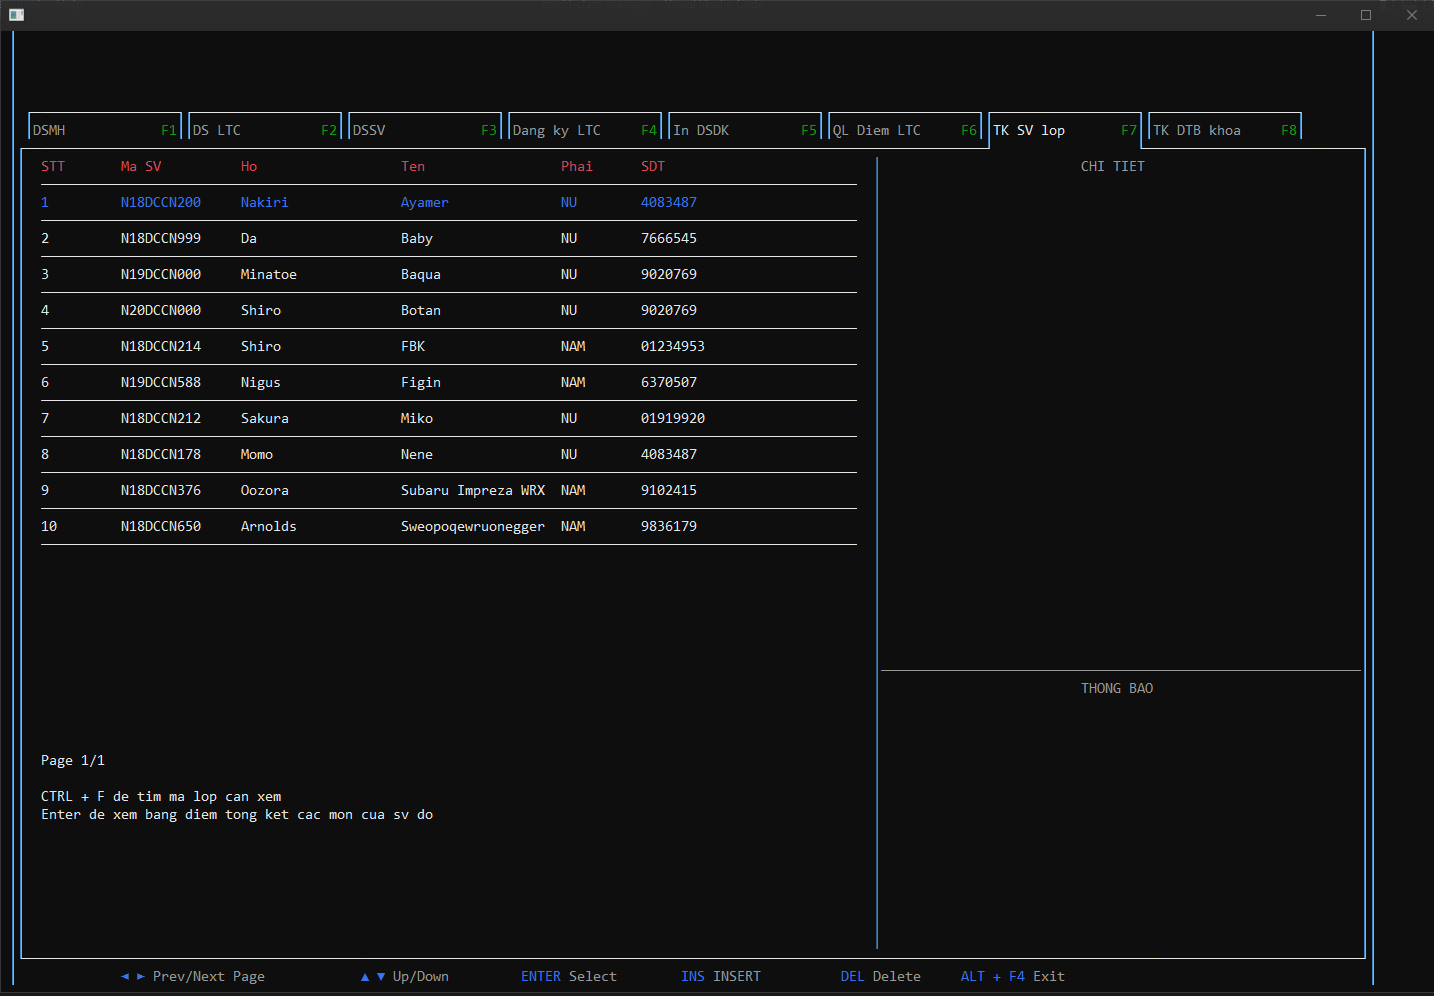 DSMH F1 DS LTC F2 DSSV F3 Dang ky LTC F4 In DSDK F5 QL Diem LTC F6 TK SV lop F7 TK DTB khoa F8
STT Ma SV Ho Ten Phai SDT
1 N18DCCN200 Nakiri Ayamer NU 4083487
2 N18DCCN999 Da Baby NU 7666545
3 N19DCCN000 Minatoe Baqua NU 9020769
4 N20DCCN000 Shiro Botan NU 9020769
5 N18DCCN214 Shiro FBK NAM 01234953
6 N19DCCN588 Nigus Figin NAM 6370507
7 N18DCCN212 Sakura Miko NU 01919920
8 N18DCCN178 Momo Nene NU 4083487
9 N18DCCN376 Oozora Subaru Impreza WRX NAM 9102415
10 N18DCCN650 Arnolds Sweopoqewruonegger NAM 9836179
Page 1/1
CTRL + F de tim ma lop can xem
Enter de xem bang diem tong ket cac mon cua sv do
CHI TIET
THONG BAO
◄ ► Prev/Next Page ▲ ▼ Up/Down ENTER Select INS INSERT DEL Delete ALT + F4 Exit